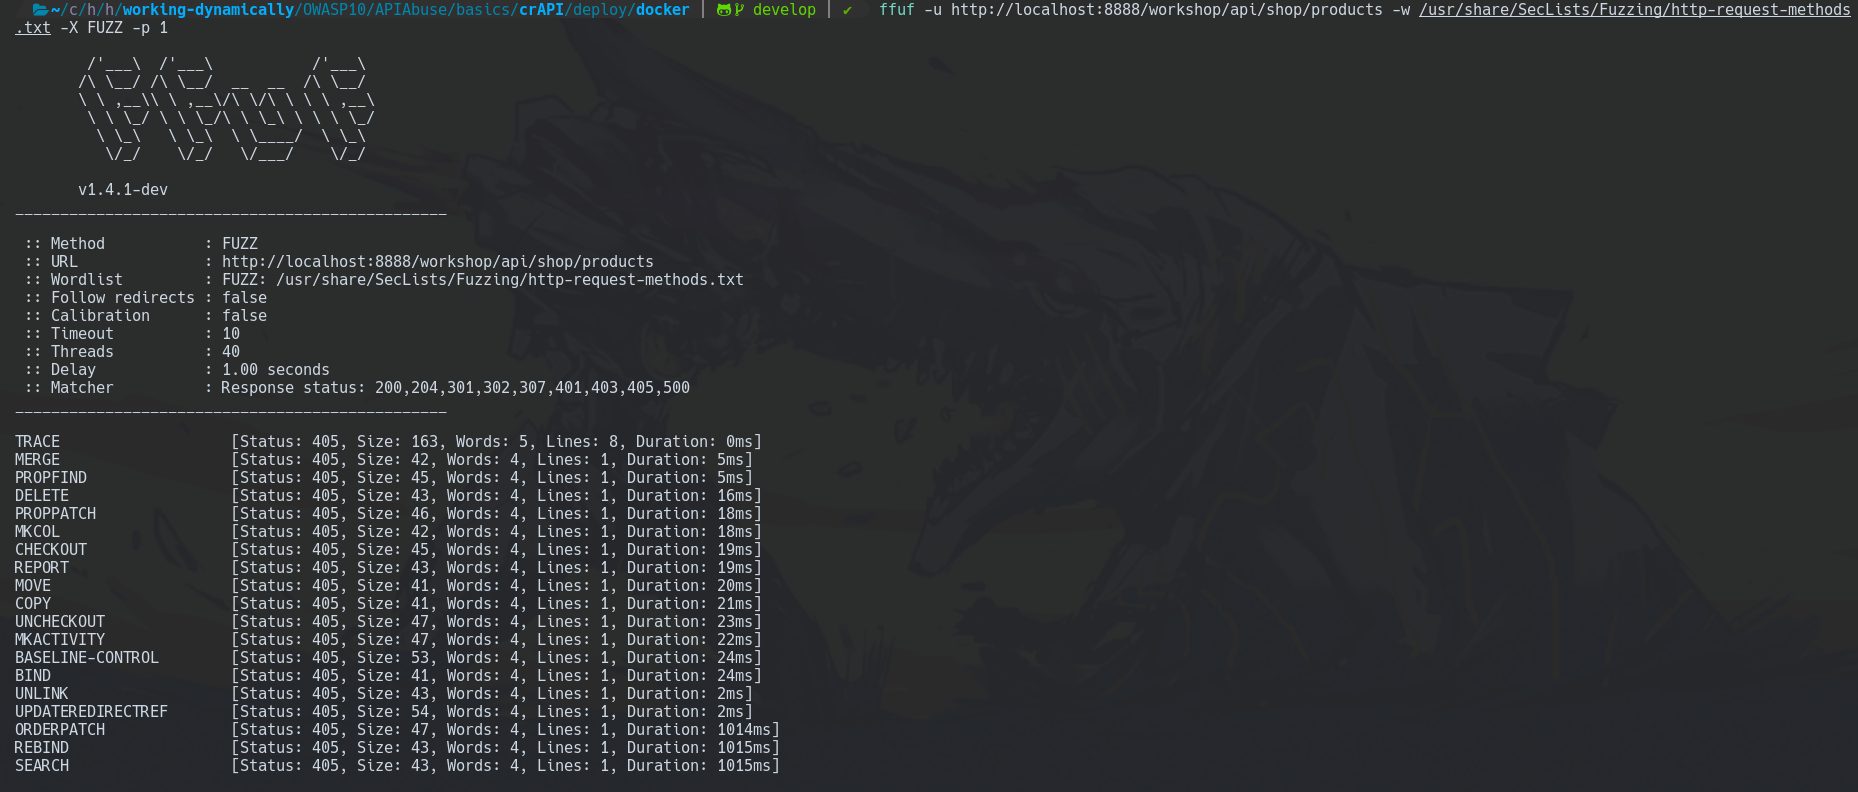 ~/c/h/h/working-dynamically/OWASP10/APIAbuse/basics/crAPI/deploy/docker | develop | ✔ ffuf -u http://localhost:8888/workshop/api/shop/products -w /usr/share/SecLists/Fuzzing/http-request-methods
.txt -X FUZZ -p 1
        /'___\  /'___\           /'___\
       /\ \__/ /\ \__/  __  __  /\ \__/
       \ \ ,__\\ \ ,__\/\ \/\ \ \ \ ,__\
        \ \ \_/ \ \ \_/\ \ \_\ \ \ \ \_/
         \ \_\   \ \_\  \ \____/  \ \_\
          \/_/    \/_/   \/___/    \/_/
       v1.4.1-dev
________________________________________________
 :: Method           : FUZZ
 :: URL              : http://localhost:8888/workshop/api/shop/products
 :: Wordlist         : FUZZ: /usr/share/SecLists/Fuzzing/http-request-methods.txt
 :: Follow redirects : false
 :: Calibration      : false
 :: Timeout          : 10
 :: Threads          : 40
 :: Delay            : 1.00 seconds
 :: Matcher          : Response status: 200,204,301,302,307,401,403,405,500
________________________________________________
TRACE                   [Status: 405, Size: 163, Words: 5, Lines: 8, Duration: 0ms]
MERGE                   [Status: 405, Size: 42, Words: 4, Lines: 1, Duration: 5ms]
PROPFIND                [Status: 405, Size: 45, Words: 4, Lines: 1, Duration: 5ms]
DELETE                  [Status: 405, Size: 43, Words: 4, Lines: 1, Duration: 16ms]
PROPPATCH               [Status: 405, Size: 46, Words: 4, Lines: 1, Duration: 18ms]
MKCOL                   [Status: 405, Size: 42, Words: 4, Lines: 1, Duration: 18ms]
CHECKOUT                [Status: 405, Size: 45, Words: 4, Lines: 1, Duration: 19ms]
REPORT                  [Status: 405, Size: 43, Words: 4, Lines: 1, Duration: 19ms]
MOVE                    [Status: 405, Size: 41, Words: 4, Lines: 1, Duration: 20ms]
COPY                    [Status: 405, Size: 41, Words: 4, Lines: 1, Duration: 21ms]
UNCHECKOUT              [Status: 405, Size: 47, Words: 4, Lines: 1, Duration: 23ms]
MKACTIVITY              [Status: 405, Size: 47, Words: 4, Lines: 1, Duration: 22ms]
BASELINE-CONTROL        [Status: 405, Size: 53, Words: 4, Lines: 1, Duration: 24ms]
BIND                    [Status: 405, Size: 41, Words: 4, Lines: 1, Duration: 24ms]
UNLINK                  [Status: 405, Size: 43, Words: 4, Lines: 1, Duration: 2ms]
UPDATEREDIRECTREF       [Status: 405, Size: 54, Words: 4, Lines: 1, Duration: 2ms]
ORDERPATCH              [Status: 405, Size: 47, Words: 4, Lines: 1, Duration: 1014ms]
REBIND                  [Status: 405, Size: 43, Words: 4, Lines: 1, Duration: 1015ms]
SEARCH                  [Status: 405, Size: 43, Words: 4, Lines: 1, Duration: 1015ms]